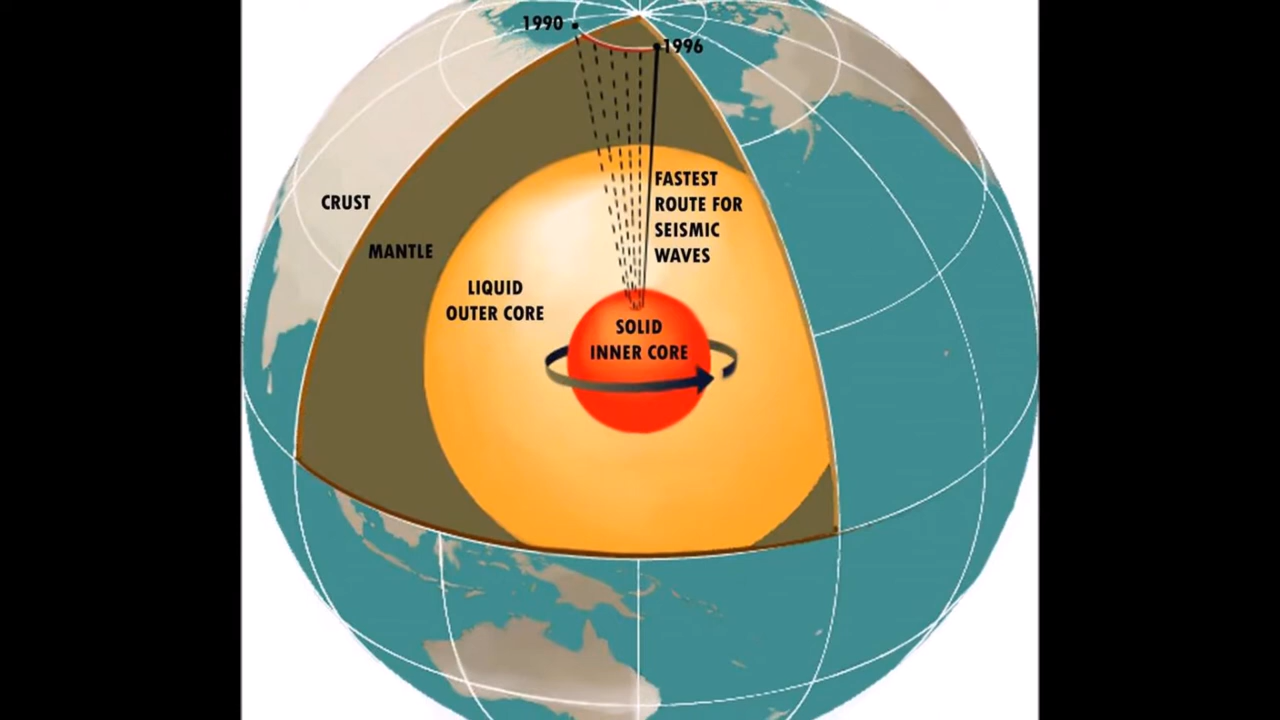 1990
1996
FASTEST
ROUTE FOR
SEISMIC
WAVES
CRUST
MANTLE
LIQUID
OUTER CORE
SOLID
INNER CORE